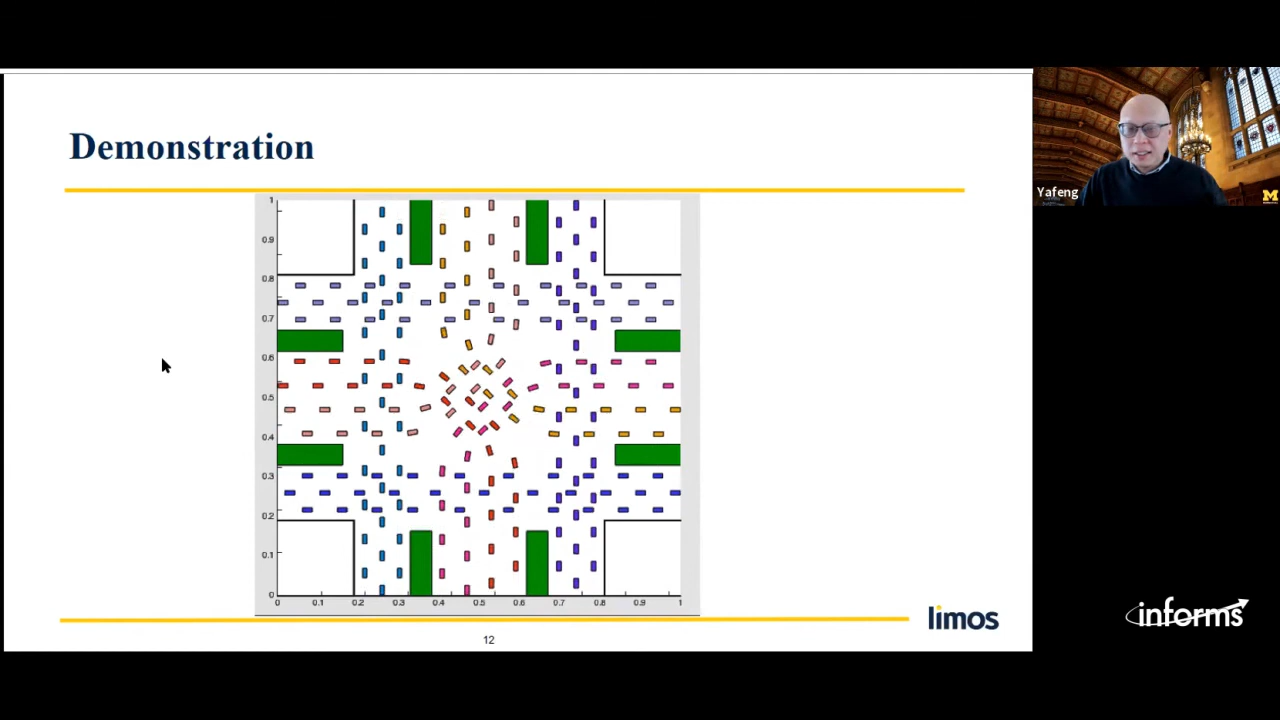 Demonstration
1
0.9
0.8
0.7
0.6
0.5
0.4
0.3
0.2
0.1
0
0 0.1 0.2 0.3 0.4 0.5 0.6 0.7 0.8 0.9 1
limos
12
Yafeng
M
informs